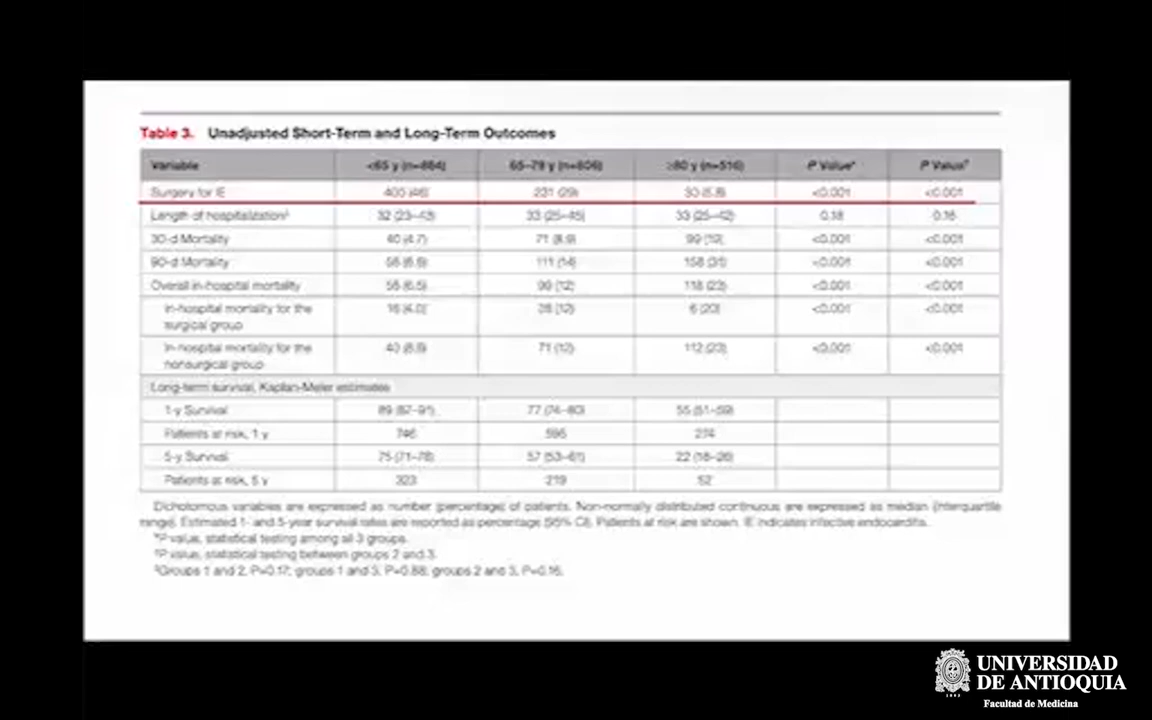 Table 3. Unadjusted Short-Term and Long-Term Outcomes
Variable <65 y (n=864) 65–79 y (n=806) ≥80 y (n=516) P Value* P Value†
Surgery for IE 400 (46) 231 (29) 30 (5.8) <0.001 <0.001
Length of hospitalization‡ 32 (23–43) 33 (25–45) 33 (25–42) 0.18 0.16
30-d Mortality 40 (4.7) 71 (8.9) 99 (19) <0.001 <0.001
90-d Mortality 111 (14) 158 (31) <0.001 <0.001
Overall in-hospital mortality 99 (12) 118 (23) <0.001 <0.001
In-hospital mortality for the 16 (4.0) 28 (12) 6 (20) <0.001 <0.001
surgical group
In-hospital mortality for the 71 (12) 112 (23) <0.001 <0.001
nonsurgical group
Long-term survival, Kaplan-Meier estimates
1-y Survival 89 (87–91) 77 (74–80) 55 (51–59)
Patients at risk, 1 y 746 595 274
5-y Survival 75 (71–78) 57 (53–61) 22 (18–26)
Patients at risk, 5 y 323 219 52
Dichotomous variables are expressed as number (percentage) of patients. Non-normally distributed continuous are expressed as median (interquartile
range). Estimated 1- and 5-year survival rates are reported as percentage (95% CI). Patients at risk are shown. IE indicates infective endocarditis.
*P value, statistical testing among all 3 groups.
†P value, statistical testing between groups 2 and 3.
‡Groups 1 and 2, P=0.17; groups 1 and 3, P=0.88; groups 2 and 3, P=0.16.
UNIVERSIDAD
DE ANTIOQUIA
Facultad de Medicina